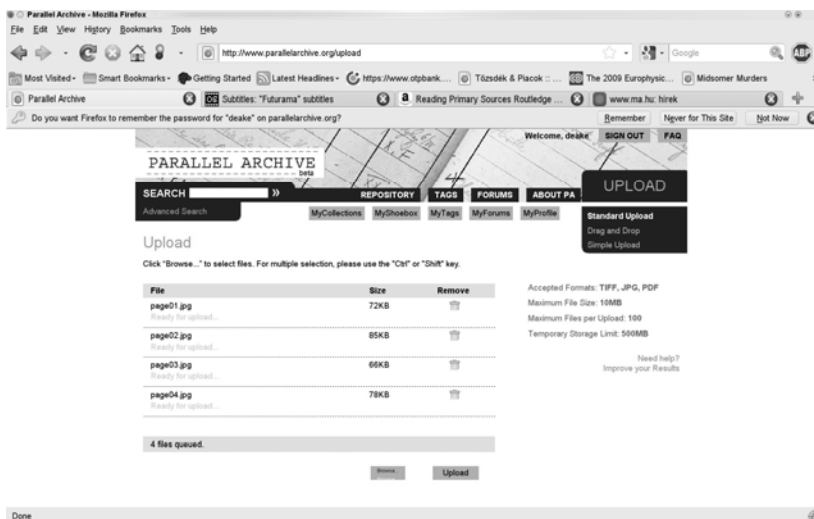 Parallel Archive - Mozilla Firefox
File Edit View History Bookmarks Tools Help
http://www.parallelarchive.org/upload
Google
ABP
Most Visited Smart Bookmarks Getting Started Latest Headlines https://www.otpbank.... Tőzsdék & Piacok :: ... The 2009 Europhysic... Midsomer Murders
Parallel Archive Subtitles: "Futurama" subtitles Reading Primary Sources Routledge ... www.ma.hu: hirek
Do you want Firefox to remember the password for "deake" on parallelarchive.org? Remember Never for This Site Not Now
Welcome, deake SIGN OUT FAQ
PARALLEL ARCHIVE
beta
SEARCH » REPOSITORY TAGS FORUMS ABOUT PA UPLOAD
Advanced Search MyCollections MyShoebox MyTags MyForums MyProfile
Standard Upload
Drag and Drop
Simple Upload
Upload
Click "Browse..." to select files. For multiple selection, please use the "Ctrl" or "Shift" key.
File Size Remove
page01.jpg 72KB
Ready for upload...
page02.jpg 85KB
Ready for upload...
page03.jpg 66KB
Ready for upload...
page04.jpg 78KB
Ready for upload...
4 files queued.
Browse... Upload
Accepted Formats: TIFF, JPG, PDF
Maximum File Size: 10MB
Maximum Files per Upload: 100
Temporary Storage Limit: 500MB
Need help?
Improve your Results
Done